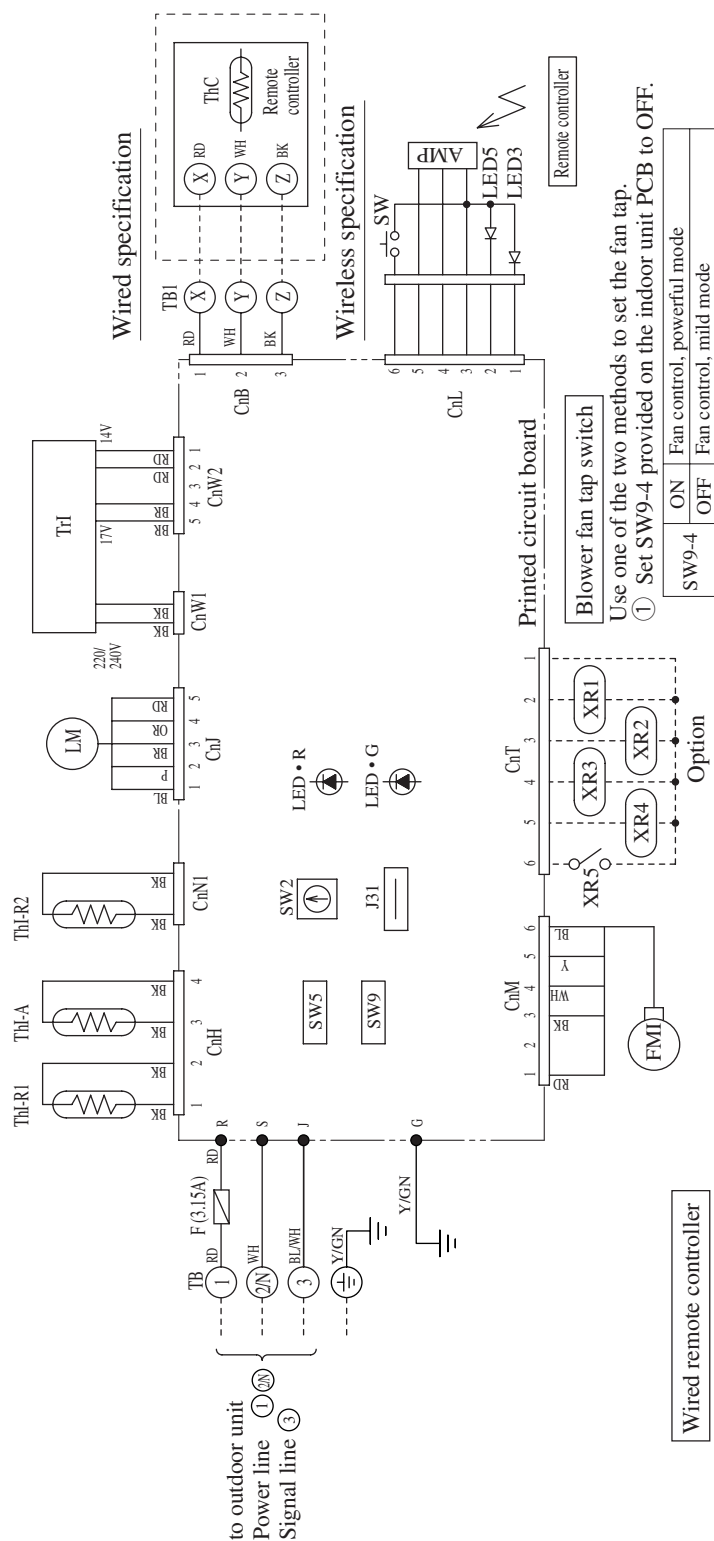 Wired specification
ThC
Remote
controller
X RD
Y WH
Z BK
TB1
X
Y
Z
RD
WH
BK
1
2
3
CnB
Wireless specification
SW
AMP
LED5
LED3
Remote controller
6
5
4
3
2
1
CnL
TrI
14V
17V
220/
240V
RD
RD
BR
BR
1
2
3
4
5
CnW2
BK
BK
CnW1
LM
RD
OR
BR
P
BL
5
4
3
2
1
CnJ
ThI-R2
BK
BK
CnN1
ThI-A
BK
BK
4
3
CnH
ThI-R1
BK
BK
2
1
LED • R
LED • G
SW2
J31
SW5
SW9
Printed circuit board
TB
1
2/N
3
RD
F (3.15A)
RD
R
WH
S
BL/WH
J
Y/GN
Y/GN
G
to outdoor unit
Power line 1 2/N
Signal line 3
CnM
1
2
3
4
5
6
RD
BK
WH
Y
BL
FMI
CnT
1
2
3
4
5
6
XR1
XR2
XR3
XR4
XR5
Option
Blower fan tap switch
Use one of the two methods to set the fan tap.
① Set SW9-4 provided on the indoor unit PCB to OFF.
SW9-4
ON Fan control, powerful mode
OFF Fan control, mild mode
Wired remote controller